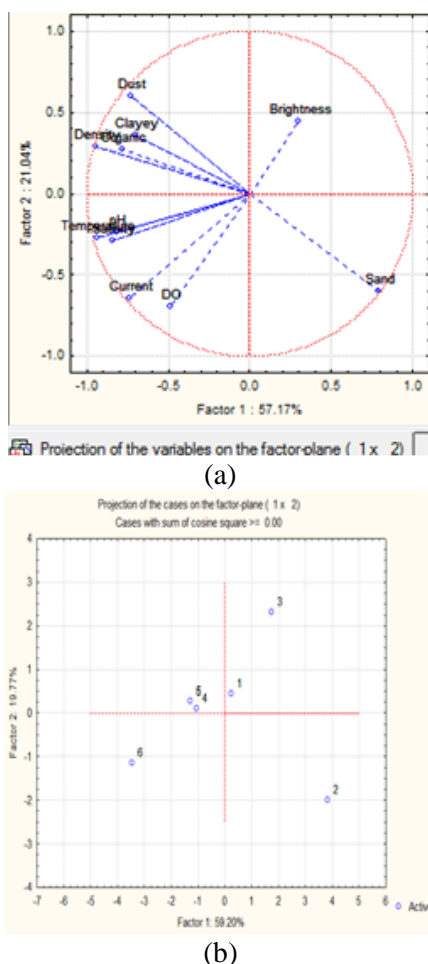 1.0
0.5
0.0
-0.5
-1.0
Factor 2 : 21.04%
Dust
Clayey
Density
Organic
Brightness
pH
Temperature
Current
DO
Sand
-1.0 -0.5 0.0 0.5 1.0
Factor 1 : 57.17%
Projection of the variables on the factor-plane ( 1 x 2)
(a)
Projection of the cases on the factor-plane ( 1 x 2)
Cases with sum of cosine square >= 0.00
4
3
2
1
0
-1
-2
-3
-4
Factor 2: 19.77%
3
1
5
4
6
2
-7 -6 -5 -4 -3 -2 -1 0 1 2 3 4 5 6
Factor 1: 59.20%
Active
(b)